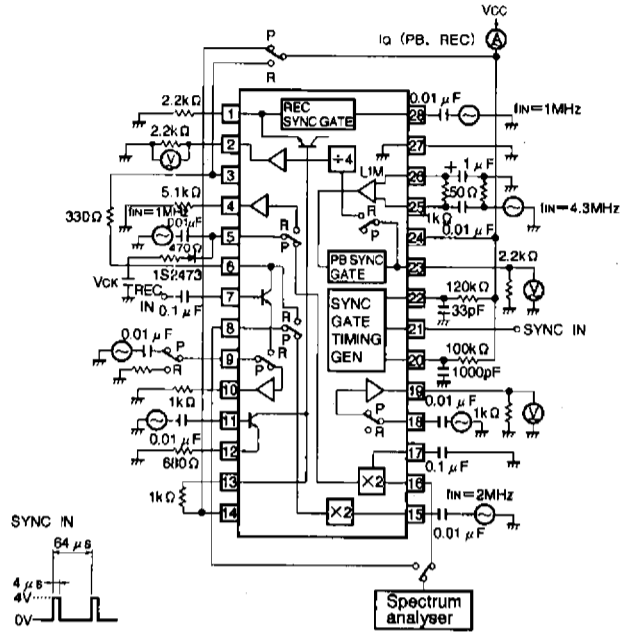 VCC
IQ (PB. REC)
A
P
R
2.2kΩ
1
REC
SYNC GATE
28
0.01 μF
fIN=1MHz
2.2kΩ
V
2
÷4
27
3
LIM
26
+ 1 μF
50Ω
5.1kΩ
4
25
1kΩ
fIN=4.3MHz
330Ω
fIN=1MHz
0.01μF
5
R
P
R
P
24
0.01 μF
470Ω
1S2473
6
PB SYNC
GATE
23
2.2kΩ
V
VCK
REC
IN
0.1 μF
7
SYNC
GATE
TIMING
GEN
22
120kΩ
33pF
8
R
P
21
SYNC IN
0.01 μF
P
R
9
R
P
20
100kΩ
1000pF
1kΩ
10
19
0.01 μF
V
0.01 μF
11
P
R
18
1kΩ
680Ω
12
17
0.1 μF
13
×2
16
1kΩ
14
×2
15
fIN=2MHz
0.01 μF
SYNC IN
64 μs
4 μs
4V
0V
Spectrum
analyser